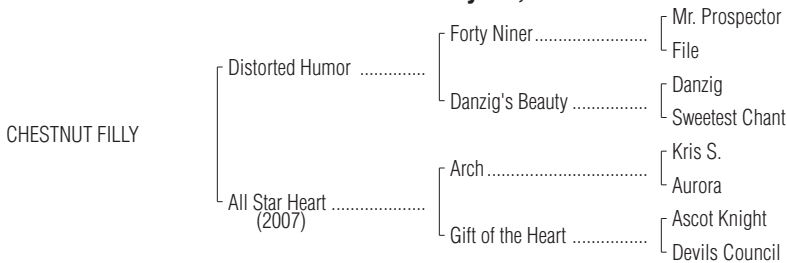 Mr. Prospector
Forty Niner....................
File
Distorted Humor ..............
Danzig
Danzig's Beauty .................
Sweetest Chant
CHESTNUT FILLY
Kris S.
Arch..............................
Aurora
All Star Heart ....................
(2007)
Ascot Knight
Gift of the Heart .................
Devils Council